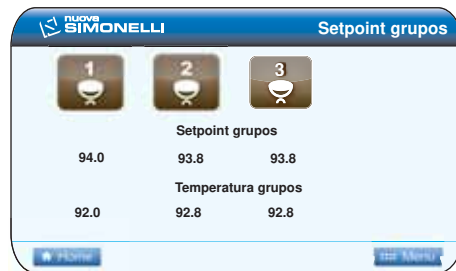 nuova
SIMONELLI
Setpoint grupos
1 2 3
Setpoint grupos
94.0 93.8 93.8
Temperatura grupos
92.0 92.8 92.8
Home Menu